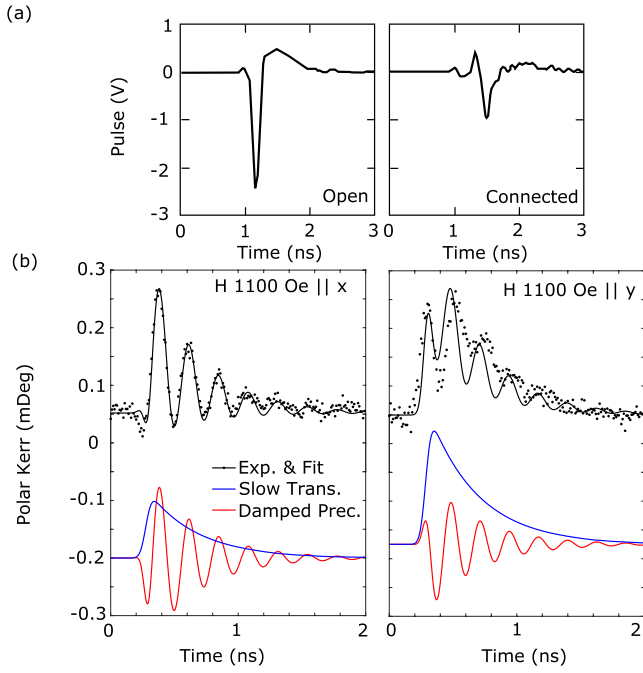 (a)
Pulse (V)
1
0
-1
-2
-3
Open
Connected
0 1 2 3
0 1 2 3
Time (ns)
Time (ns)
(b)
Polar Kerr (mDeg)
0.3
0.2
0.1
0
-0.1
-0.2
-0.3
H 1100 Oe || x
H 1100 Oe || y
Exp. & Fit
Slow Trans.
Damped Prec.
0 1 2
0 1 2
Time (ns)
Time (ns)